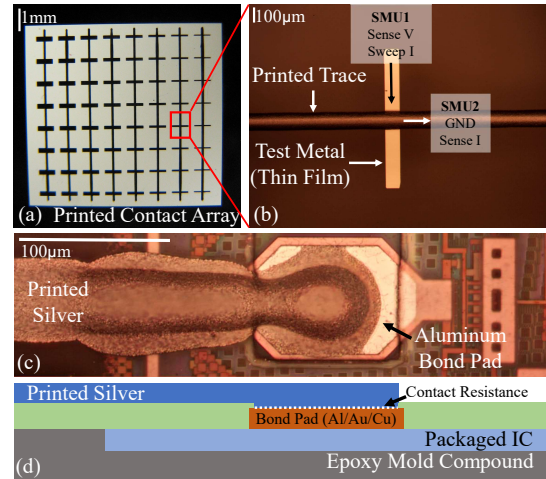 1mm
(a) Printed Contact Array
100µm
SMU1
Sense V
Sweep I
Printed Trace
SMU2
GND
Sense I
Test Metal
(Thin Film)
(b)
100µm
Printed
Silver
Aluminum
Bond Pad
(c)
Printed Silver
Contact Resistance
Bond Pad (Al/Au/Cu)
Packaged IC
(d)
Epoxy Mold Compound